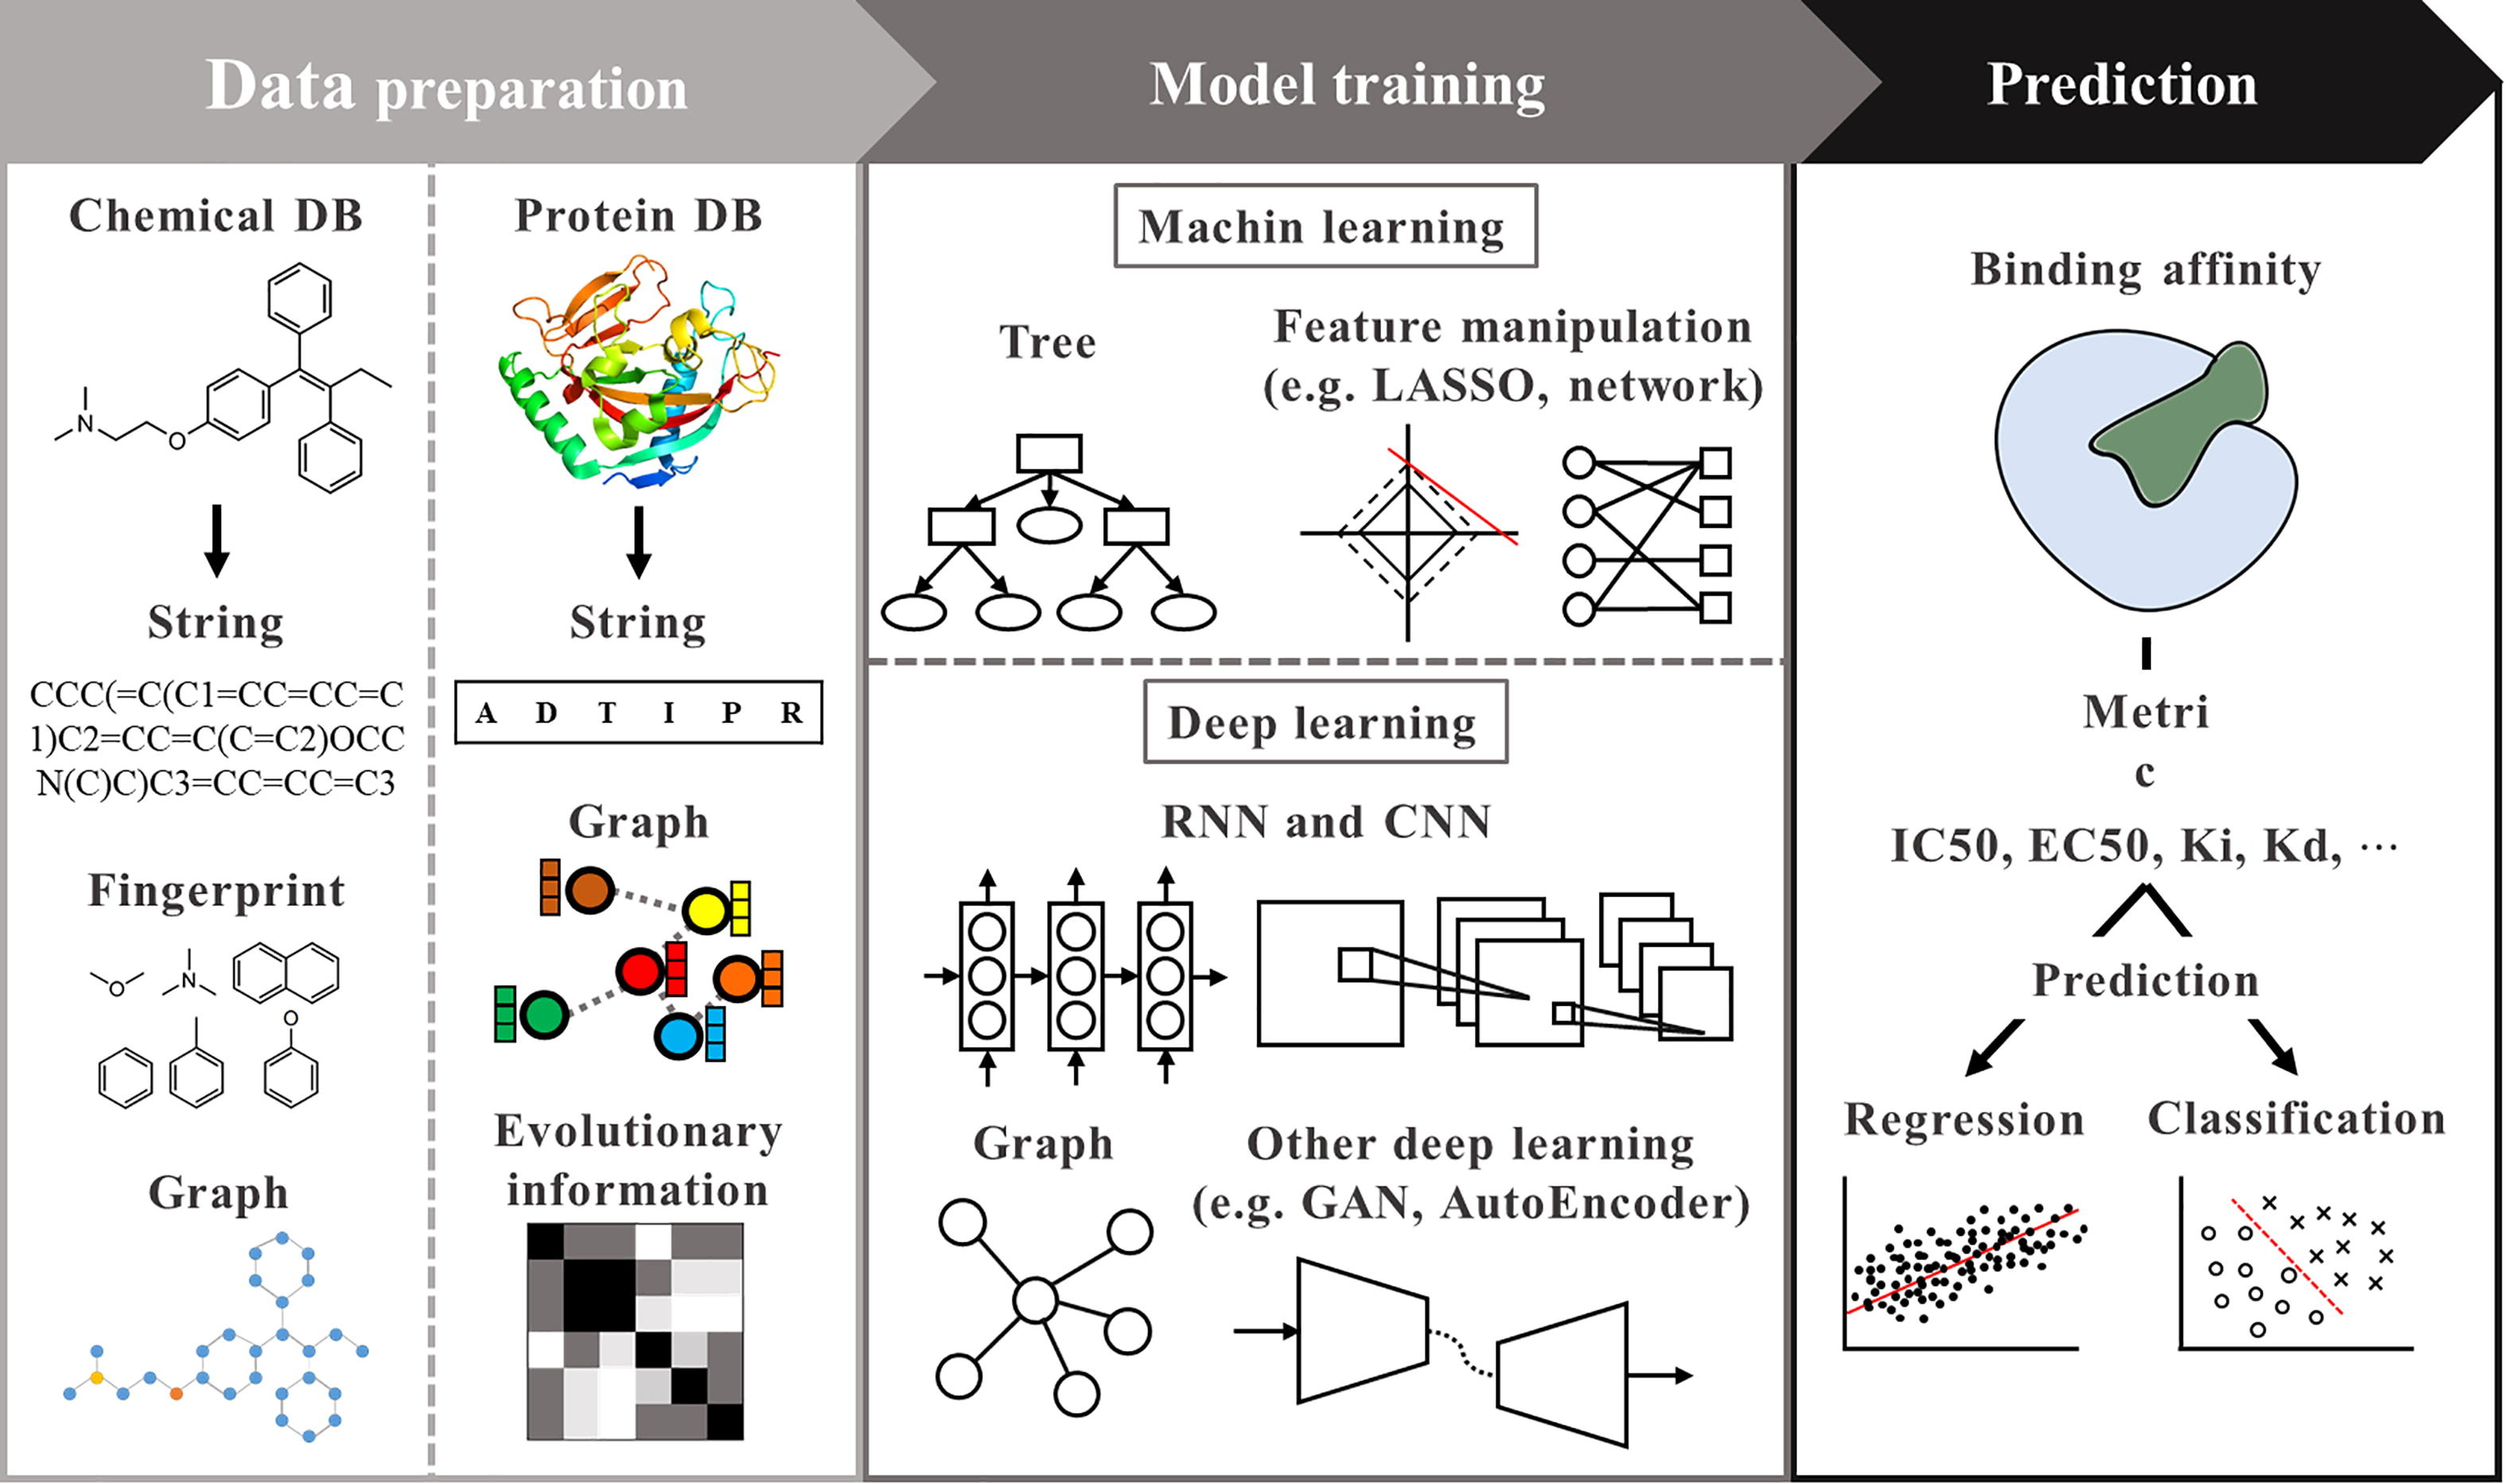 Data preparation
Model training
Prediction
Chemical DB
N
O
String
CCC(=C(C1=CC=CC=C
1)C2=CC=C(C=C2)OCC
N(C)C)C3=CC=CC=C3
Fingerprint
O
N
O
Graph
Protein DB
String
A D T I P R
Graph
Evolutionary
information
Machin learning
Tree
Feature manipulation
(e.g. LASSO, network)
Deep learning
RNN and CNN
Graph
Other deep learning
(e.g. GAN, AutoEncoder)
Binding affinity
Metri
c
IC50, EC50, Ki, Kd, ···
Prediction
Regression
Classification